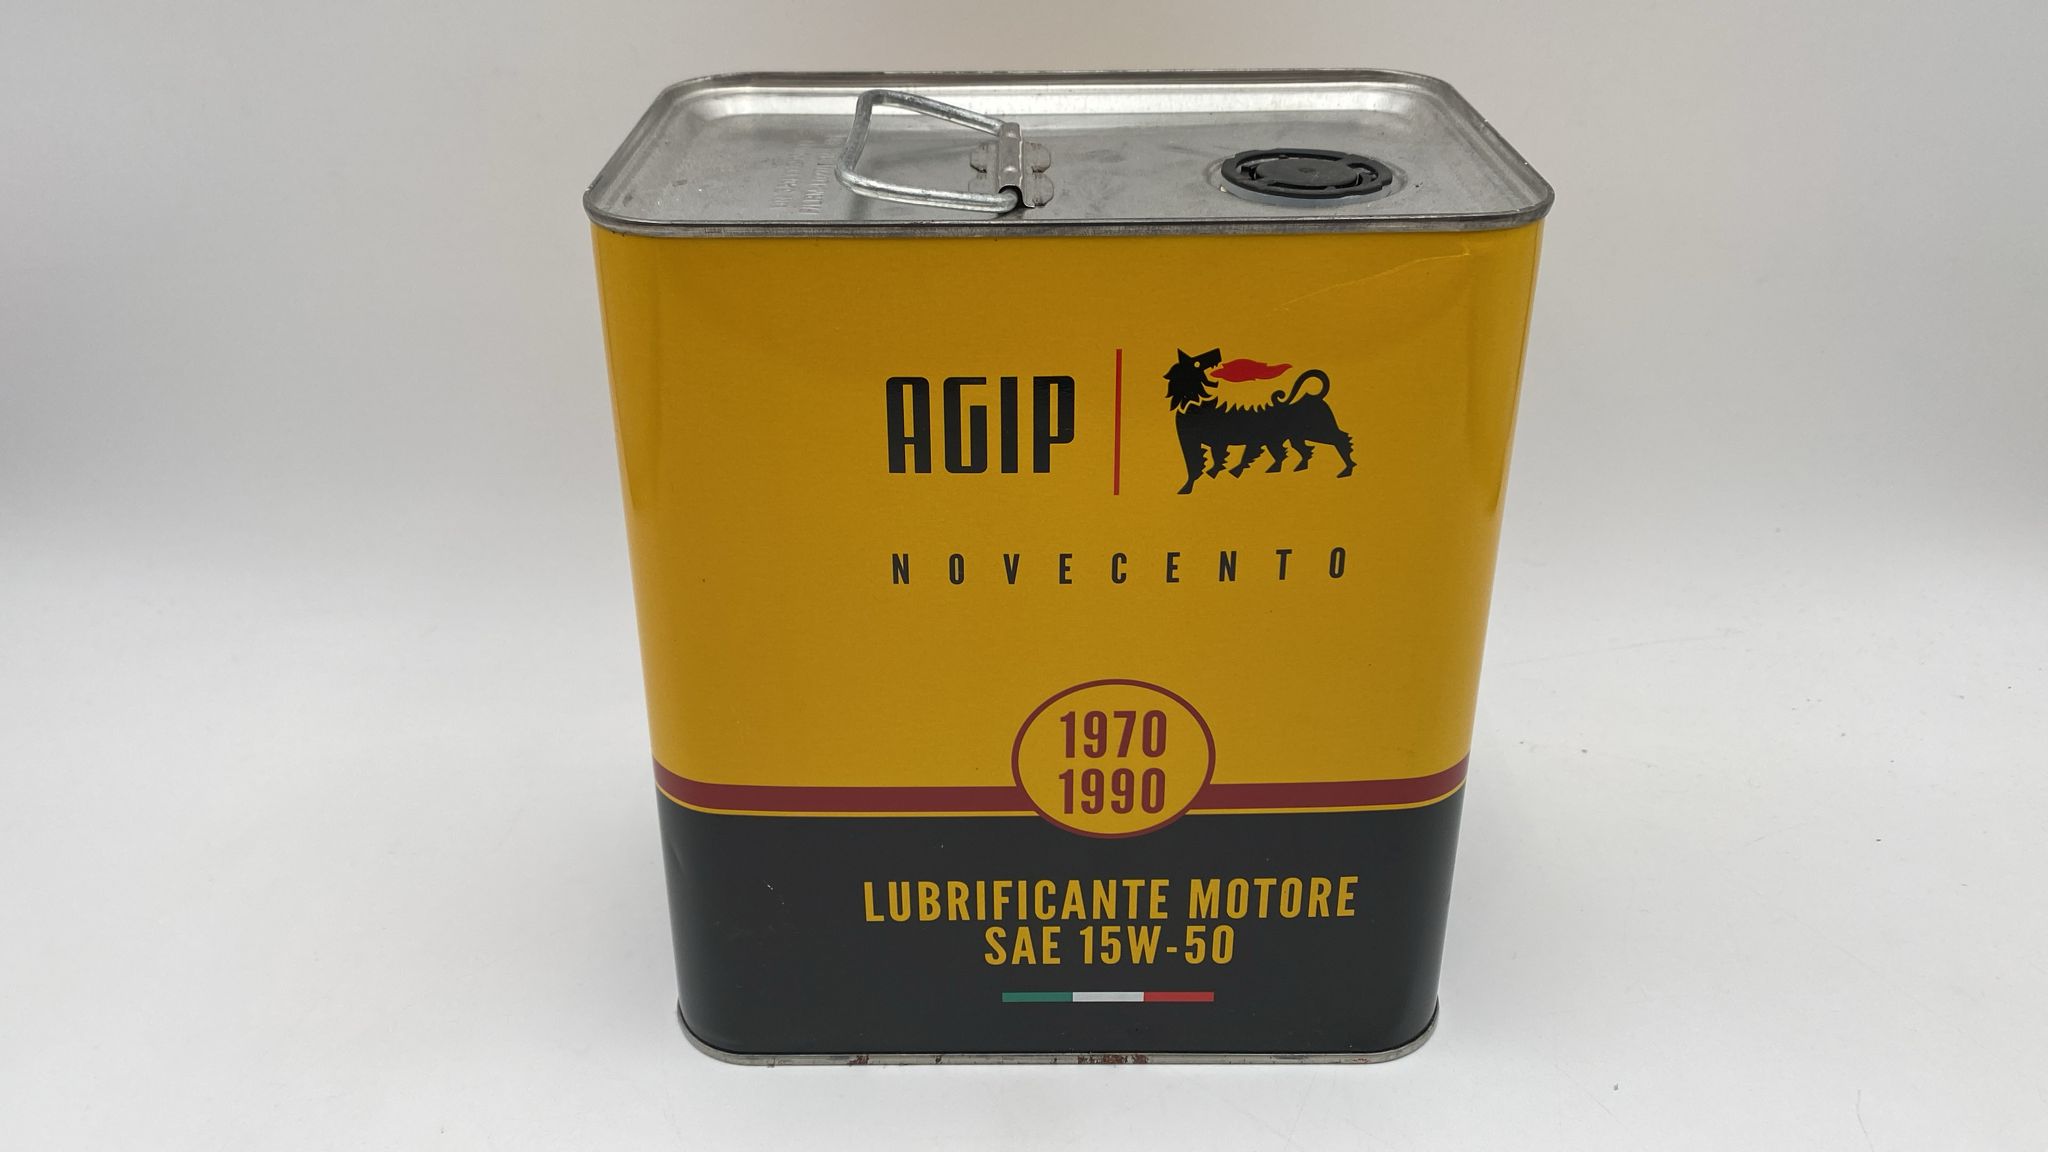 AGIP
NOVECENTO
1970
1990
LUBRIFICANTE MOTORE
SAE 15W-50